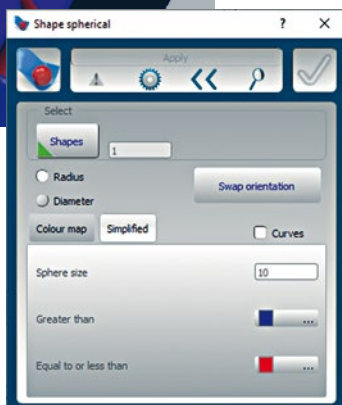 Shape spherical
Apply
Select
Shapes
1
Radius
Diameter
Swap orientation
Colour map
Simplified
Curves
Sphere size
10
Greater than
...
Equal to or less than
...